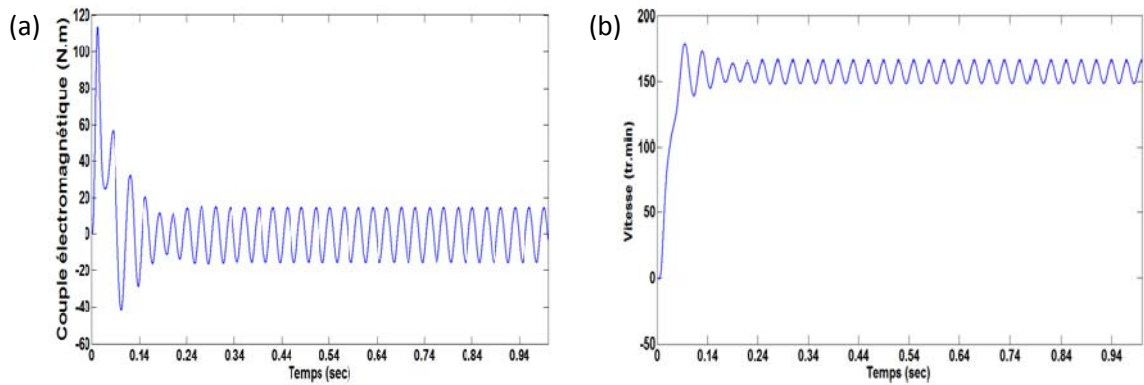 (a)
Couple électromagnétique (N.m)
120
100
80
60
40
20
0
-20
-40
-60
0 0.14 0.24 0.34 0.44 0.54 0.64 0.74 0.84 0.94
Temps (sec)
(b)
Vitesse (tr.min)
200
150
100
50
0
-50
0 0.14 0.24 0.34 0.44 0.54 0.64 0.74 0.84 0.94
Temps (sec)